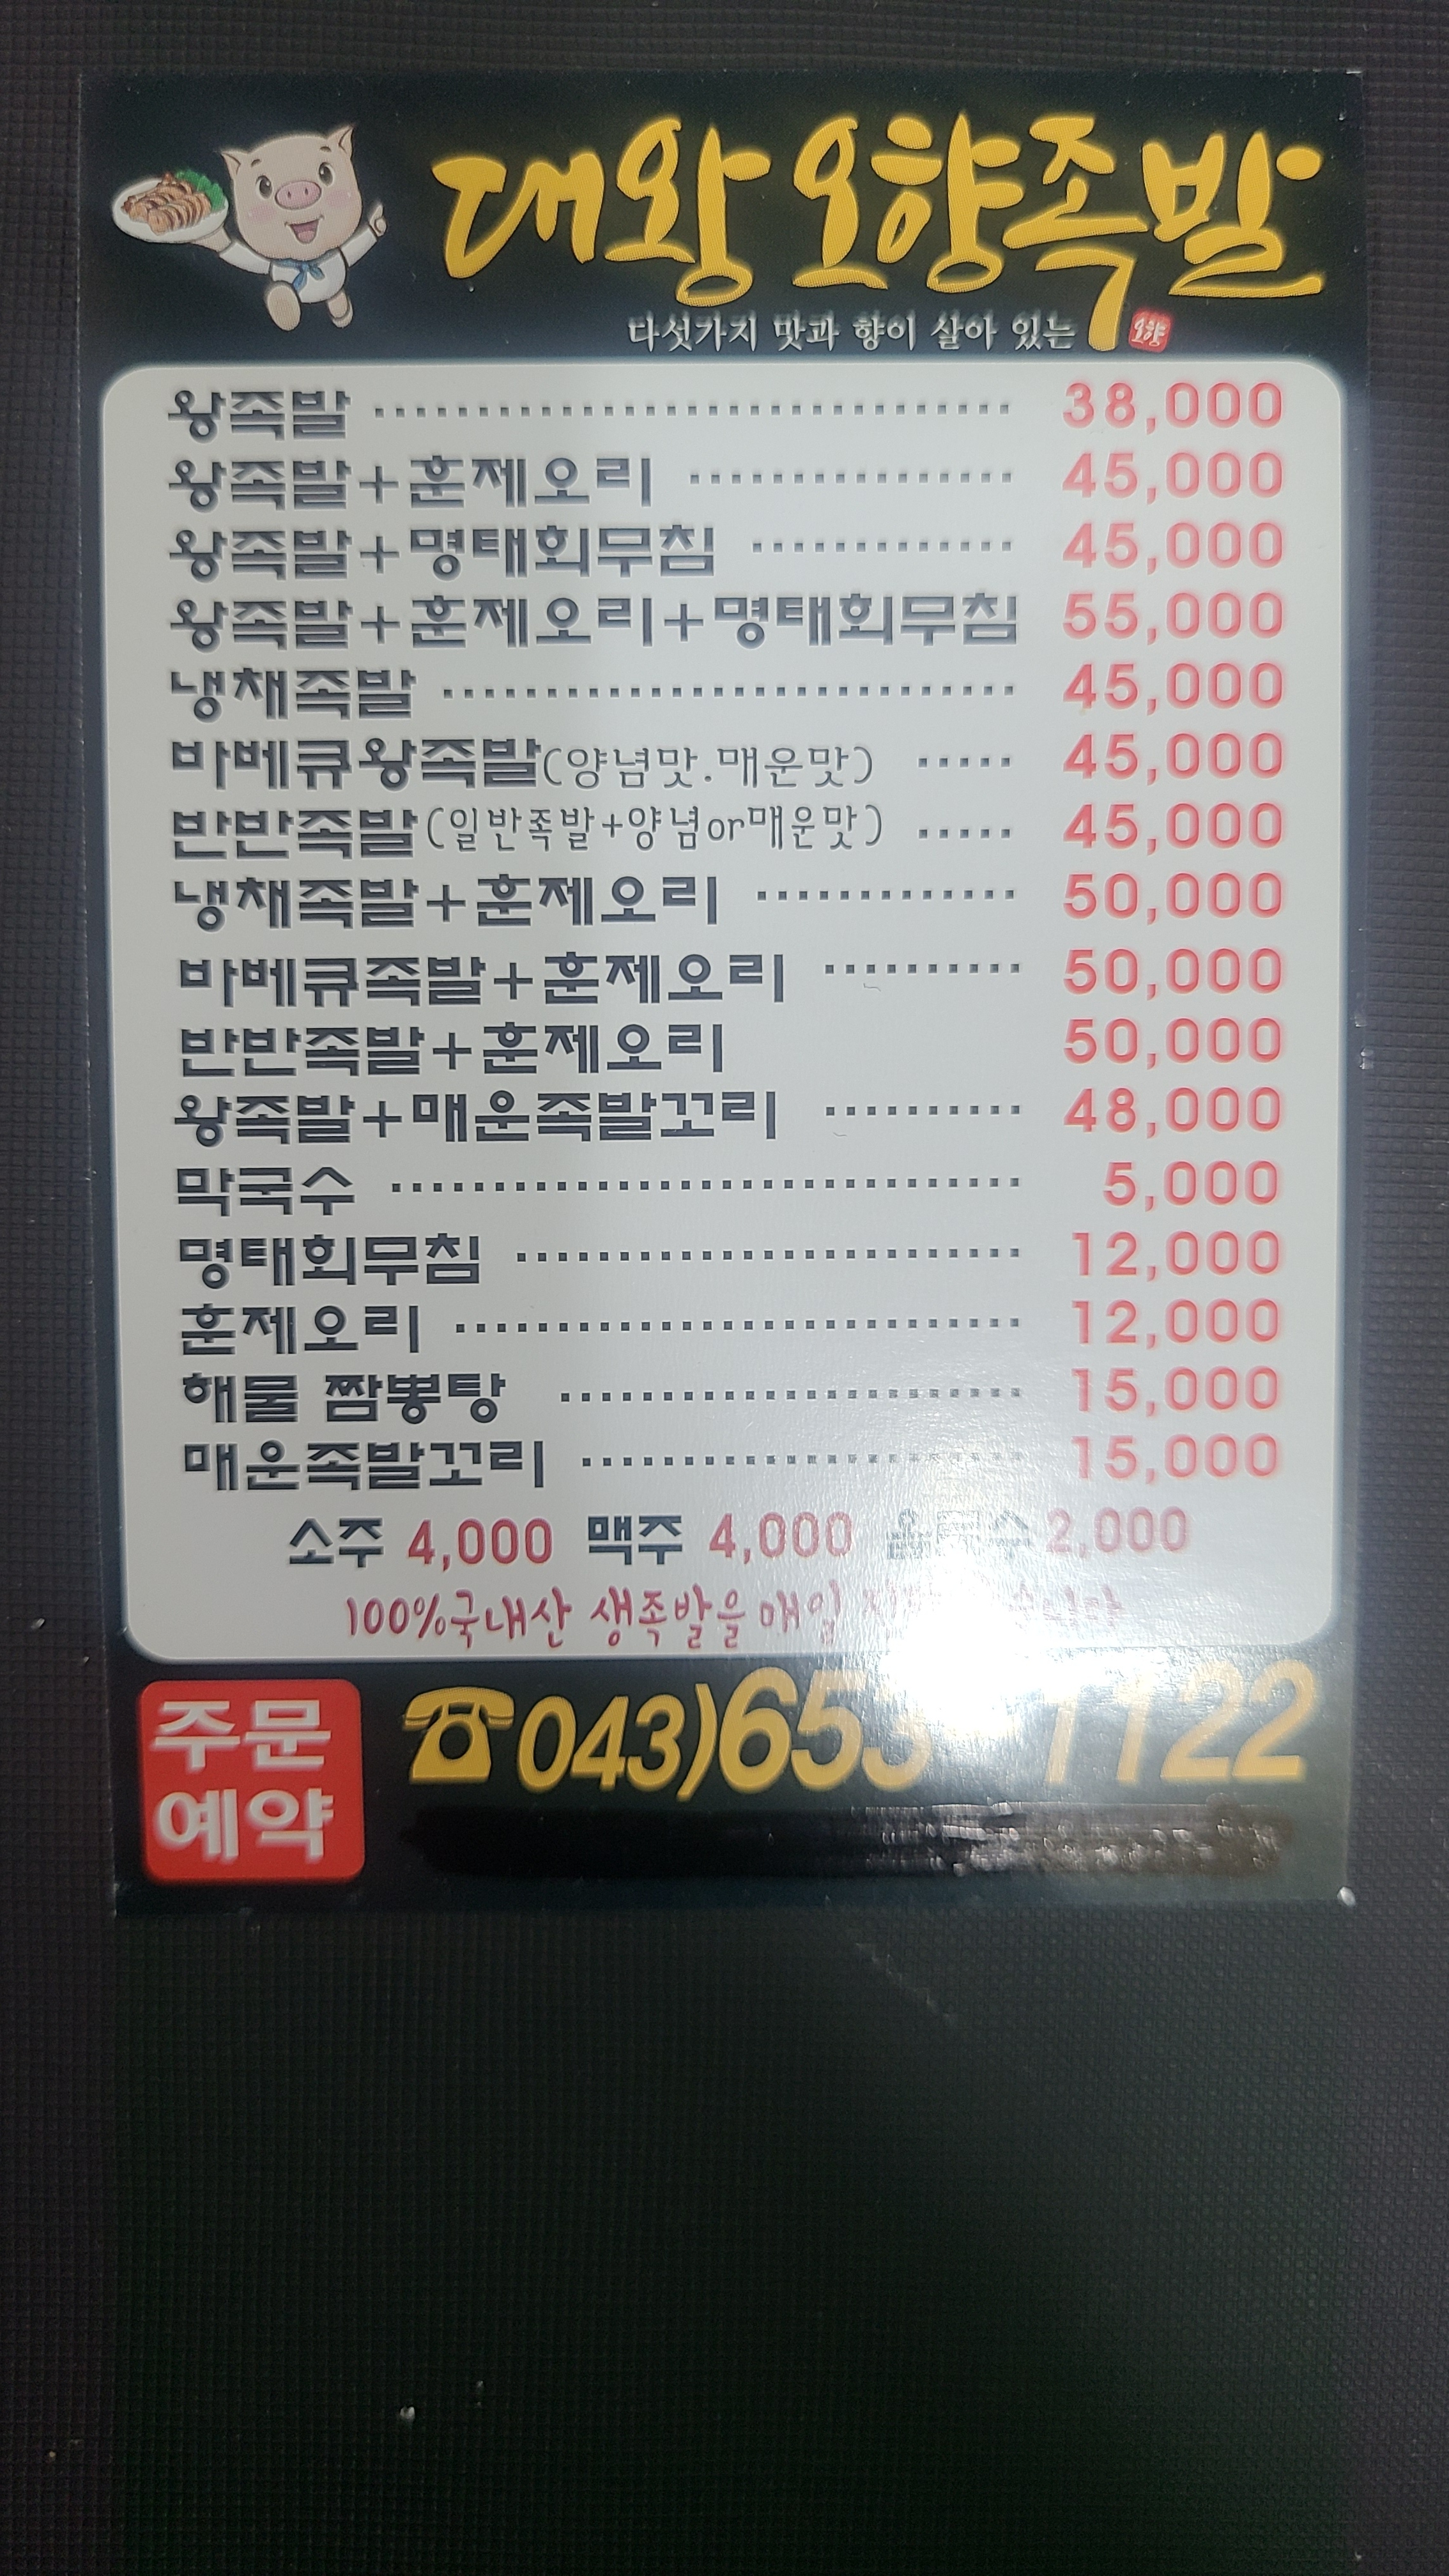 대왕 오향족발
다섯가지 맛과 향이 살아 있는 오향
왕족발 38,000
왕족발+훈제오리 45,000
왕족발+명태회무침 45,000
왕족발+훈제오리+명태회무침 55,000
냉채족발 45,000
바베큐왕족발(양념맛.매운맛) 45,000
반반족발(일반족발+양념or매운맛) 45,000
냉채족발+훈제오리 50,000
바베큐족발+훈제오리 50,000
반반족발+훈제오리 50,000
왕족발+매운족발꼬리 48,000
막국수 5,000
명태회무침 12,000
훈제오리 12,000
해물 짬뽕탕 15,000
매운족발꼬리 15,000
소주 4,000 맥주 4,000 2,000
100%국내산 생족발을 매일
주문
예약
043) 1122